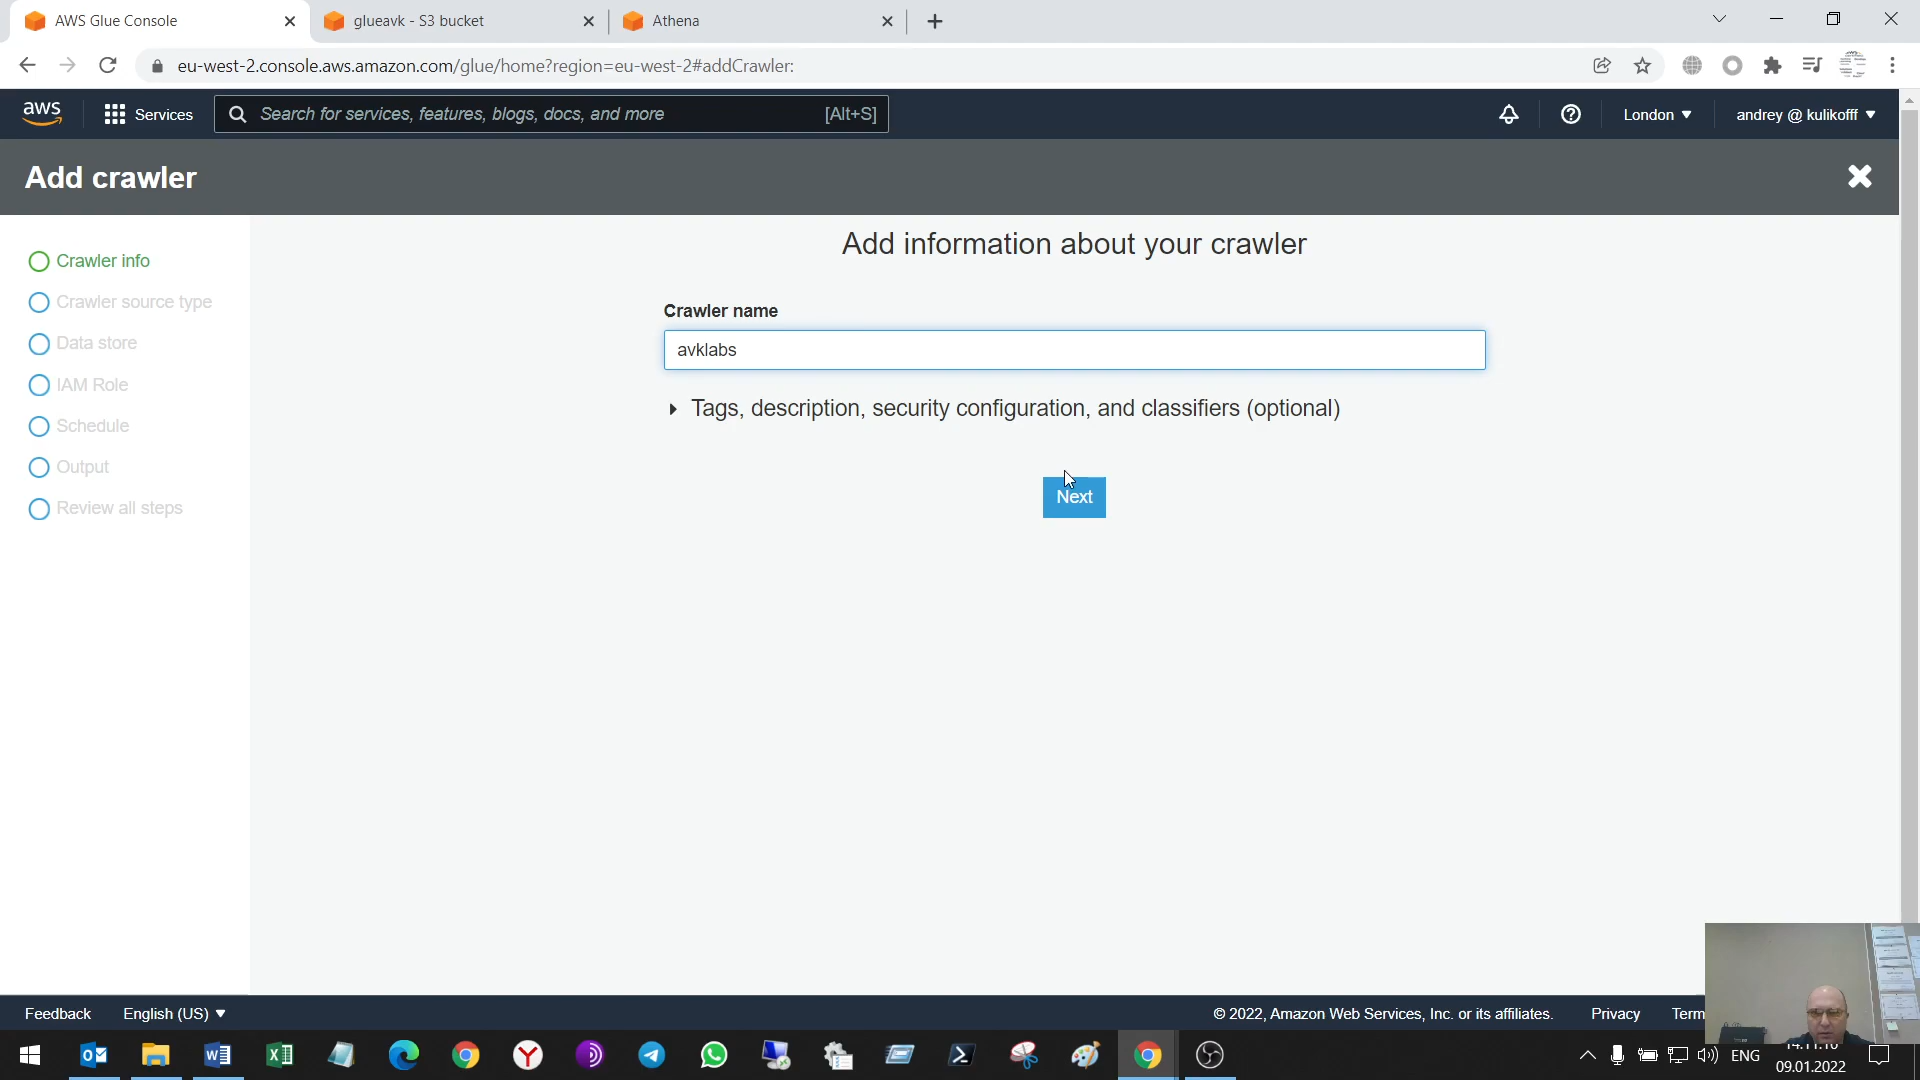 AWS Glue Console
glueavk - S3 bucket
Athena
eu-west-2.console.aws.amazon.com/glue/home?region=eu-west-2#addCrawler:
aws
Services
Search for services, features, blogs, docs, and more
[Alt+S]
London
andrey @ kulikofff
Add crawler
Crawler info
Crawler source type
Data store
IAM Role
Schedule
Output
Review all steps
Add information about your crawler
Crawler name
avklabs
Tags, description, security configuration, and classifiers (optional)
Next
Feedback
English (US)
© 2022, Amazon Web Services, Inc. or its affiliates.
Privacy
Term
ENG
09.01.2022